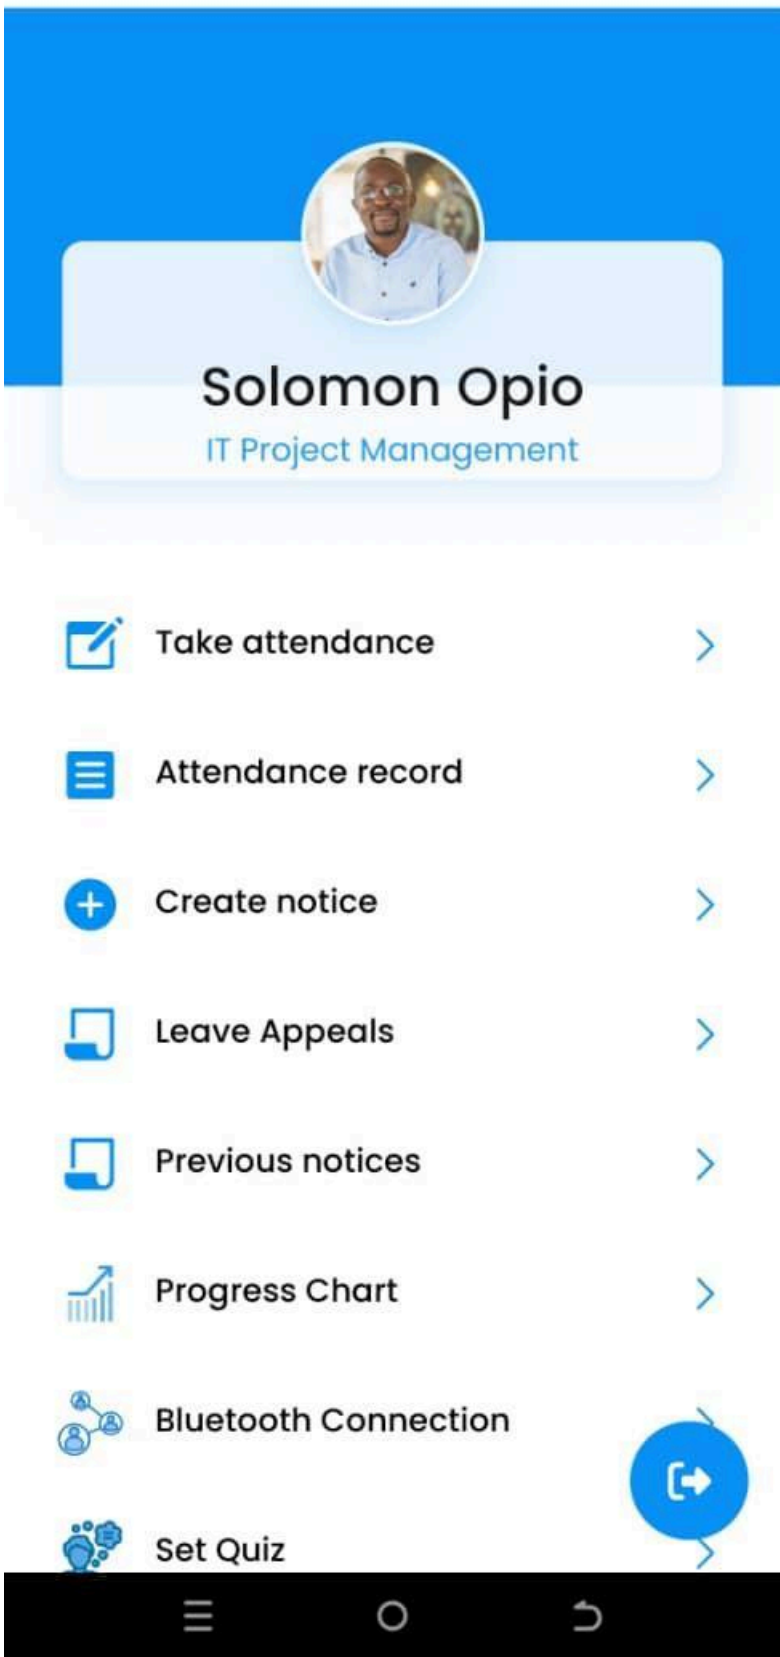 Solomon Opio
IT Project Management
Take attendance
Attendance record
Create notice
Leave Appeals
Previous notices
Progress Chart
Bluetooth Connection
Set Quiz